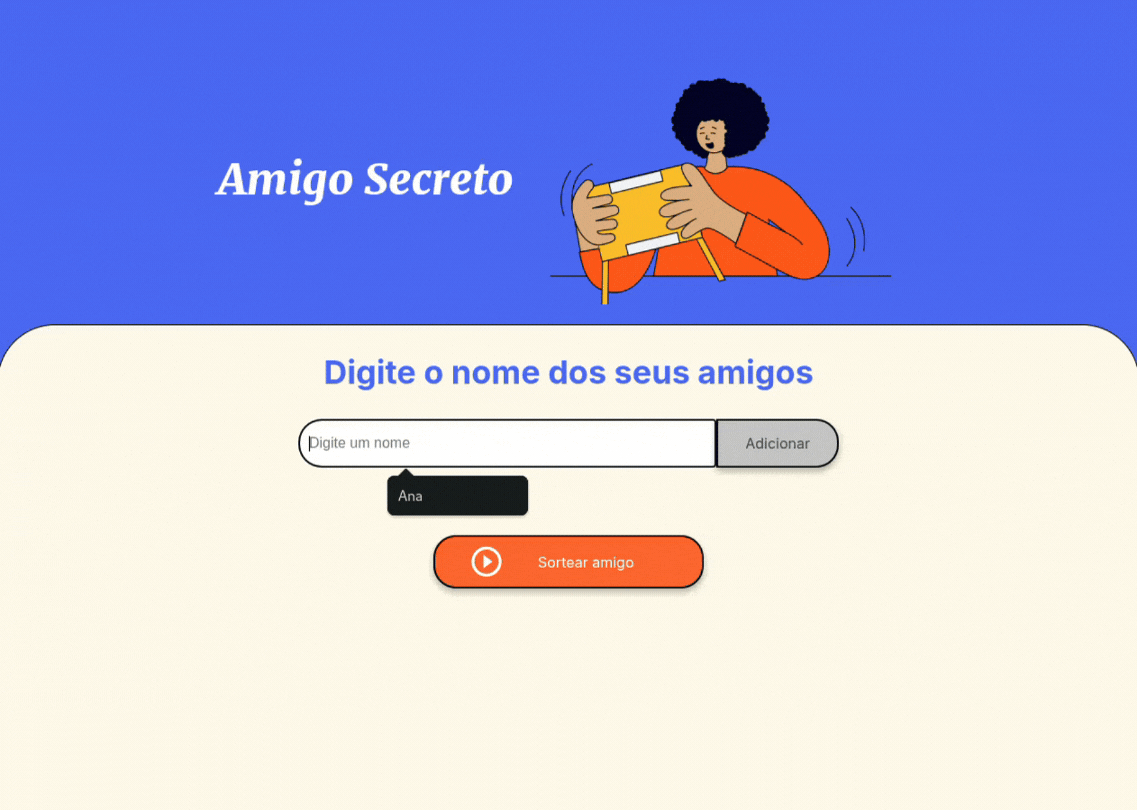 Amigo Secreto
Digite o nome dos seus amigos
Digite um nome
Adicionar
Ana
Sortear amigo